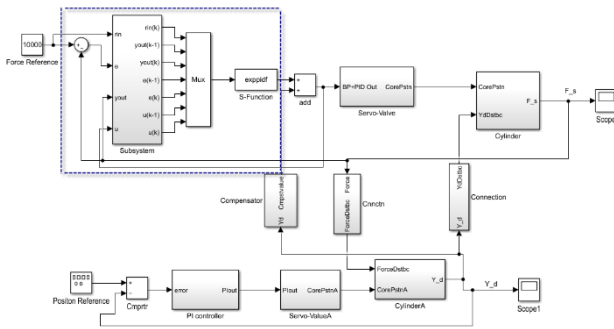 10000
Force Reference
rin
e
yout
u
rin(k)
yout(k-1)
yout(k)
e(k-1)
e(k)
u(k-1)
u(k)
Subsystem
Mux
exppidf
S-Function
add
BP+PID Out
CorePstn
Servo-Valve
CorePstn
YdDstbc
F_s
Cylinder
F_s
Scope
Compensator
Cmpstvalue
Yd
Force
ForceDstbc
Cnnctn
YdDstbc
Y_d
Connection
Positon Reference
Cmprtr
error
PIout
PI controller
PIout
CorePstnA
Servo-ValueA
ForceDstbc
CorePstnA
Y_d
CylinderA
Y_d
Scope1